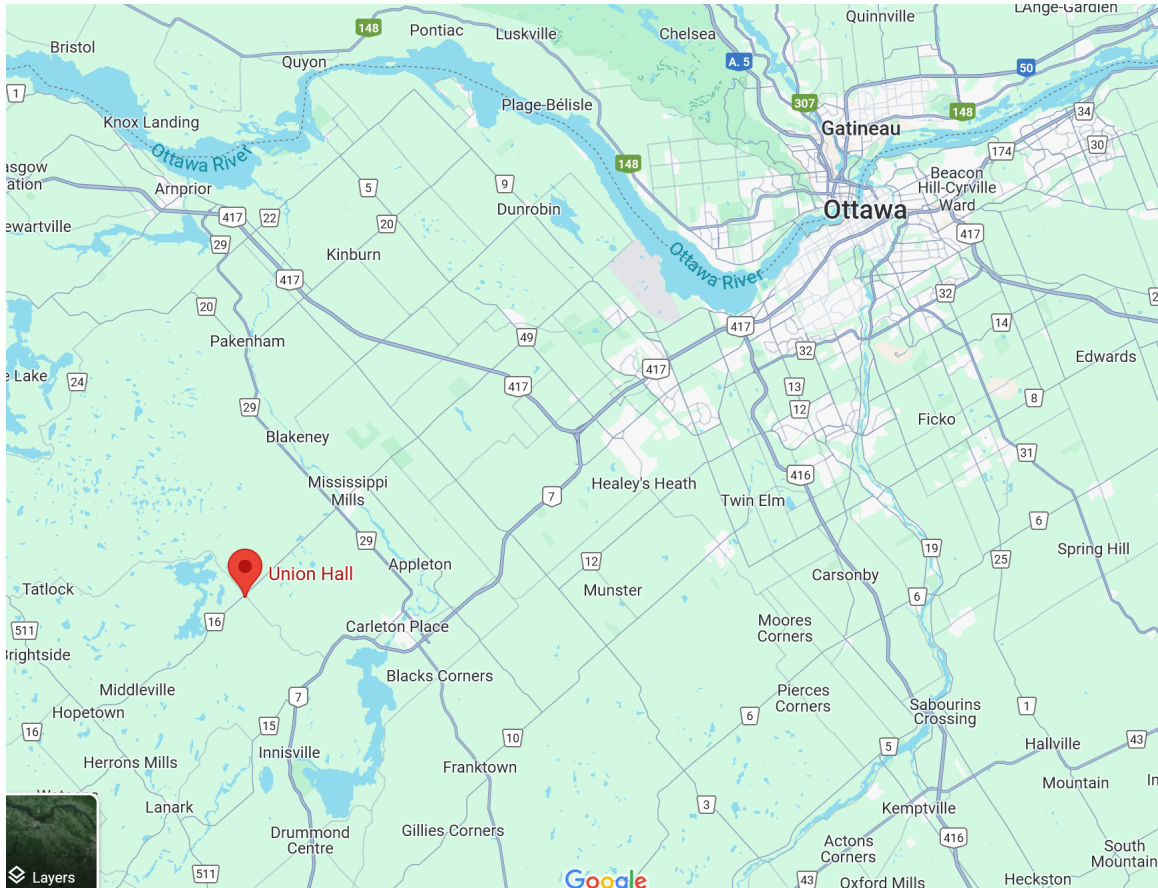 LAnge-Gardien
Quinnville
148
Pontiac
Luskville
Chelsea
Bristol
Quyon
A. 5
50
1
307
148
34
Knox Landing
Plage-Bélisle
Gatineau
174
30
Ottawa River
148
Arnprior
5
9
Beacon
Hill-Cyrville
Ward
417
22
20
Dunrobin
Ottawa
417
29
Kinburn
Ottawa River
417
32
20
14
Pakenham
49
417
32
Edwards
e Lake
24
417
417
13
8
29
12
Ficko
Blakeney
31
Mississippi
Mills
7
Healey's Heath
416
Twin Elm
6
29
19
Spring Hill
Appleton
12
25
Union Hall
Carsonby
Tatlock
Munster
6
511
16
Carleton Place
Moores
Corners
Brightside
Blacks Corners
Middleville
7
Pierces
Corners
Hopetown
6
Sabourins
Crossing
1
16
15
10
5
43
Innisville
Hallville
Herrons Mills
Franktown
Mountain
Lanark
3
Kemptville
Drummond
Centre
Gillies Corners
416
Actons
Corners
South
Mountain
Layers
511
Google
43
Oxford Mills
Heckston